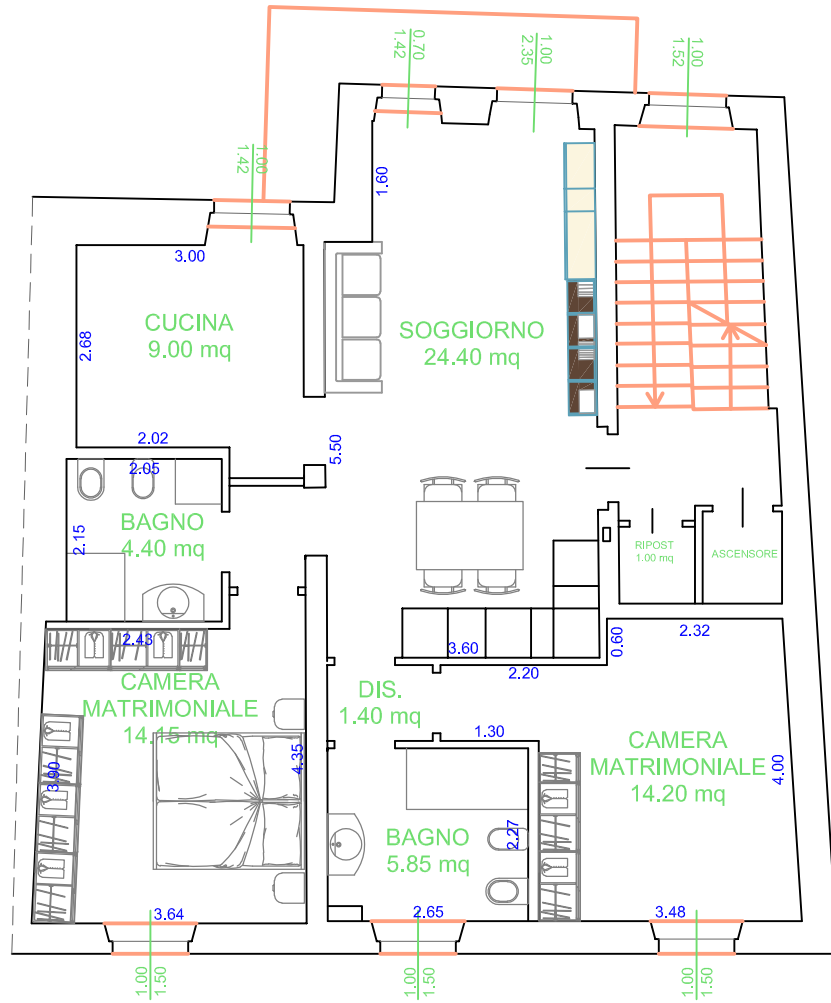 0.70
1.42
1.00
2.35
1.00
1.52
1.00
1.42
1.60
3.00
CUCINA
9.00 mq
2.68
SOGGIORNO
24.40 mq
2.02
2.05
5.50
BAGNO
4.40 mq
2.15
RIPOST
1.00 mq
ASCENSORE
2.43
3.60
2.20
0.60
2.32
CAMERA
MATRIMONIALE
14.15 mq
3.90
4.35
DIS.
1.40 mq
1.30
CAMERA
MATRIMONIALE
14.20 mq
4.00
BAGNO
5.85 mq
2.27
3.64
2.65
3.48
1.00
1.50
1.00
1.50
1.00
1.50